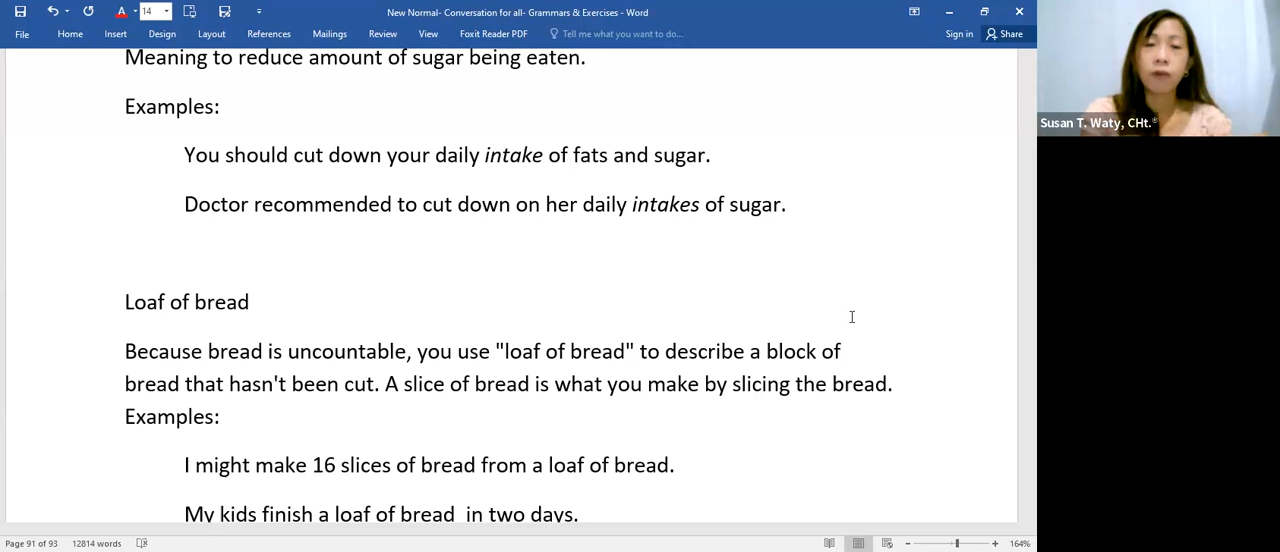 14
New Normal- Conversation for all- Grammars & Exercises - Word
File Home Insert Design Layout References Mailings Review View Foxit Reader PDF Tell me what you want to do... Sign in Share
Meaning to reduce amount of sugar being eaten.
Examples:
You should cut down your daily intake of fats and sugar.
Doctor recommended to cut down on her daily intakes of sugar.
Loaf of bread
Because bread is uncountable, you use "loaf of bread" to describe a block of
bread that hasn't been cut. A slice of bread is what you make by slicing the bread.
Examples:
I might make 16 slices of bread from a loaf of bread.
My kids finish a loaf of bread  in two days.
Page 91 of 93 12814 words 164%
Susan T. Waty, CHt.®